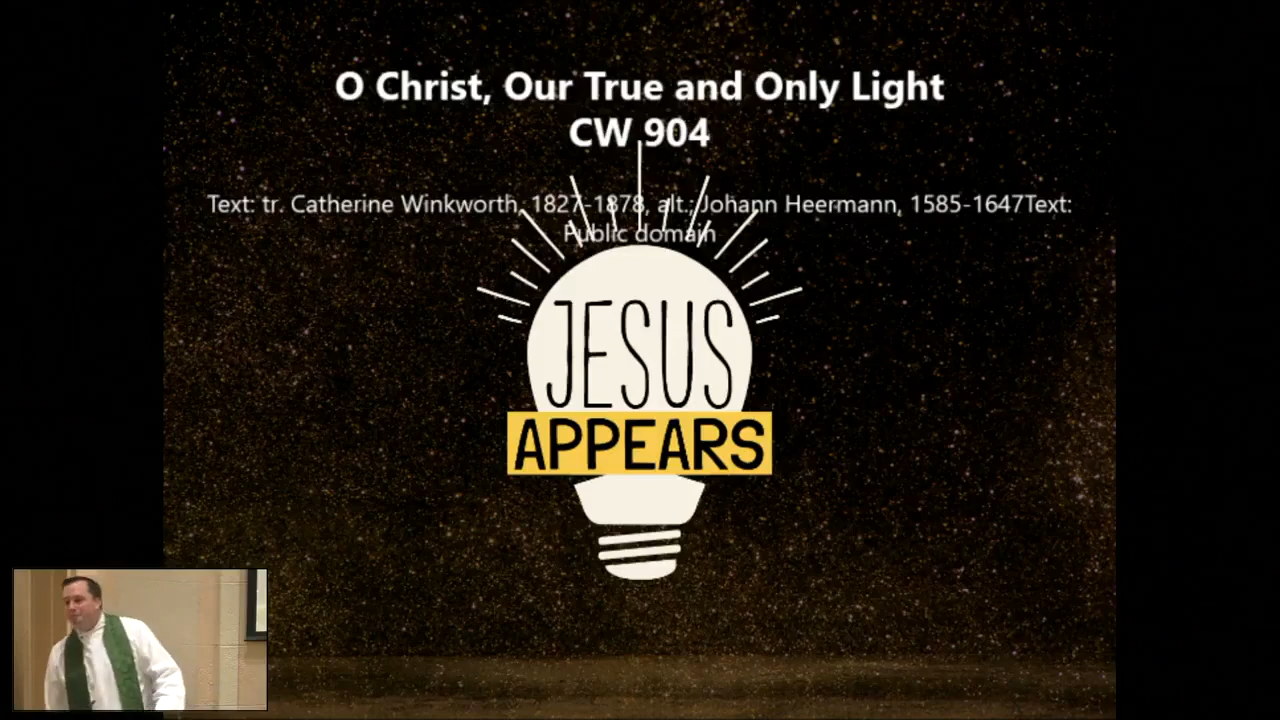 O Christ, Our True and Only Light
CW 904
Text: tr. Catherine Winkworth, 1827-1878, alt.; Johann Heermann, 1585-1647Text:
Public domain
JESUS
APPEARS